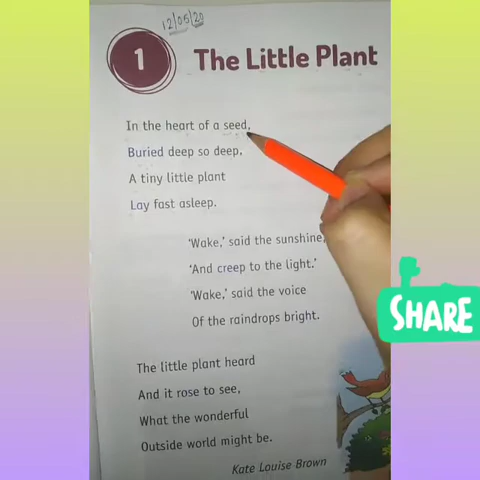 12/05/20
1
The Little Plant
In the heart of a seed,
Buried deep so deep,
A tiny little plant
Lay fast asleep.
'Wake,' said the sunshine,
'And creep to the light.'
'Wake,' said the voice
Of the raindrops bright.
SHARE
The little plant heard
And it rose to see,
What the wonderful
Outside world might be.
Kate Louise Brown